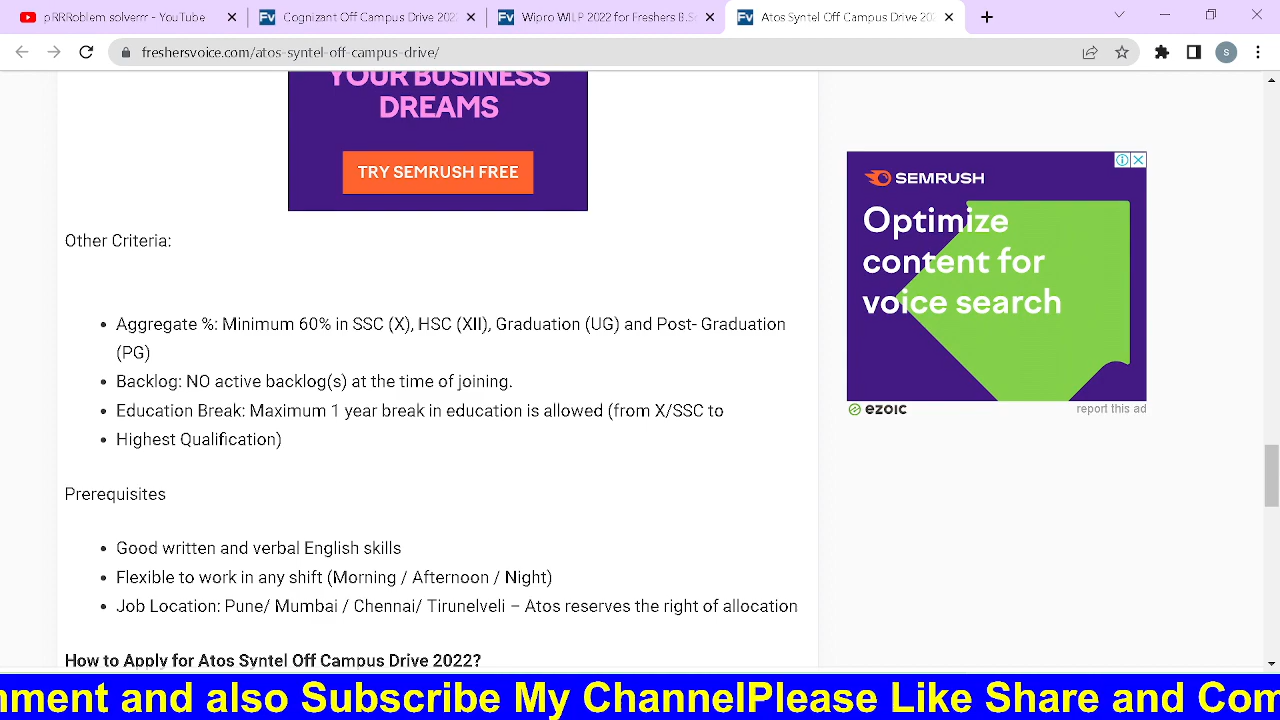 RRRoblem solverr - YouTube
Cognizant Off Campus Drive 202
Wipro WILP 2022 for Freshers B.S
Atos Syntel Off Campus Drive 202
freshersvoice.com/atos-syntel-off-campus-drive/
S
YOUR BUSINESS
DREAMS
TRY SEMRUSH FREE
SEMRUSH
Optimize
content for
voice search
ezoic
report this ad
Other Criteria:
Aggregate %: Minimum 60% in SSC (X), HSC (XII), Graduation (UG) and Post- Graduation
(PG)
Backlog: NO active backlog(s) at the time of joining.
Education Break: Maximum 1 year break in education is allowed (from X/SSC to
Highest Qualification)
Prerequisites
Good written and verbal English skills
Flexible to work in any shift (Morning / Afternoon / Night)
Job Location: Pune/ Mumbai / Chennai/ Tirunelveli – Atos reserves the right of allocation
How to Apply for Atos Syntel Off Campus Drive 2022?
nment and also Subscribe My ChannelPlease Like Share and Com